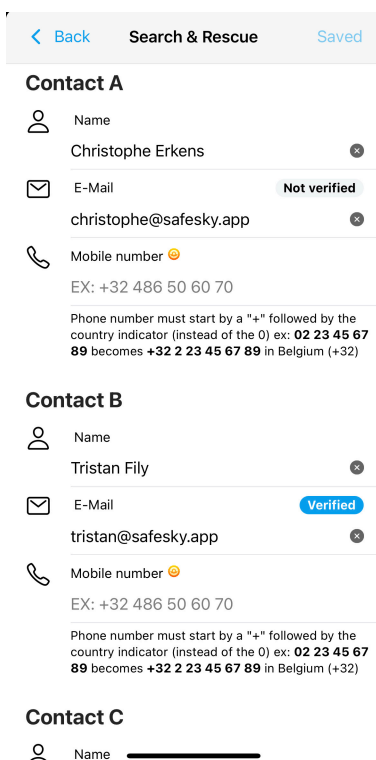 Back Search & Rescue Saved
Contact A
Name
Christophe Erkens
E-Mail Not verified
christophe@safesky.app
Mobile number
EX: +32 486 50 60 70
Phone number must start by a "+" followed by the
country indicator (instead of the 0) ex: 02 23 45 67
89 becomes +32 2 23 45 67 89 in Belgium (+32)
Contact B
Name
Tristan Fily
E-Mail Verified
tristan@safesky.app
Mobile number
EX: +32 486 50 60 70
Phone number must start by a "+" followed by the
country indicator (instead of the 0) ex: 02 23 45 67
89 becomes +32 2 23 45 67 89 in Belgium (+32)
Contact C
Name